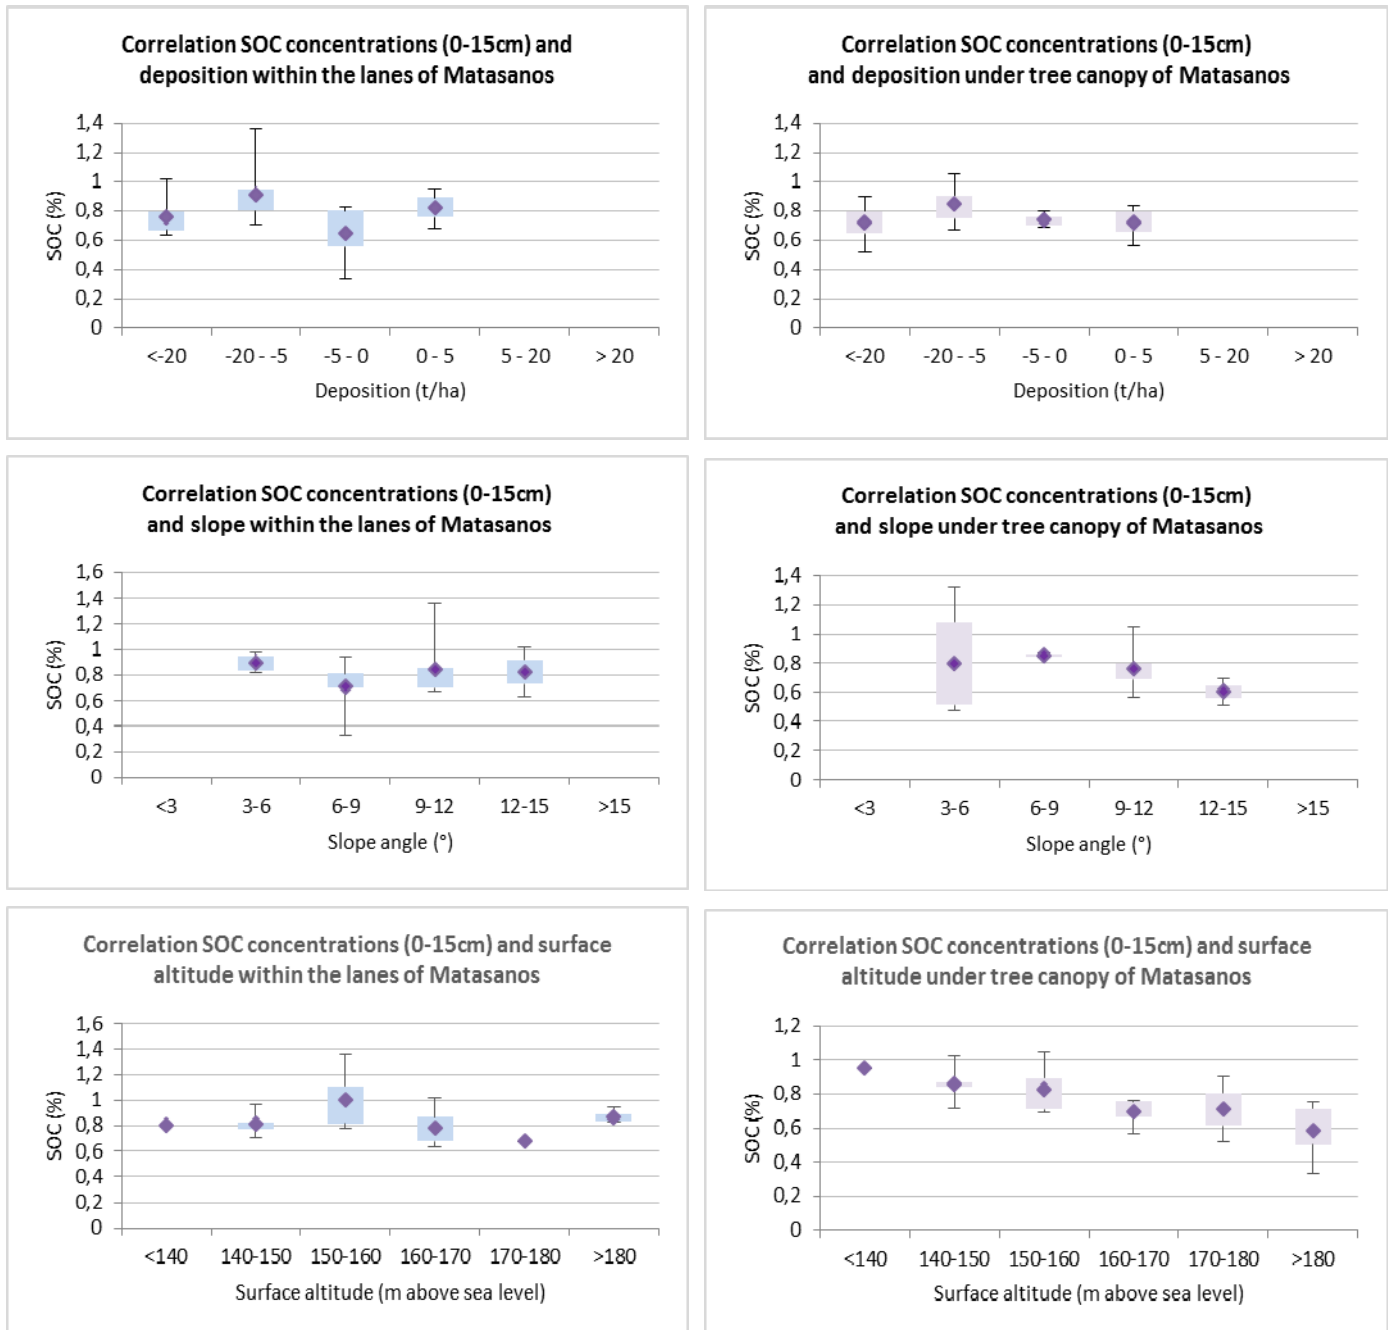 Correlation SOC concentrations (0-15cm) and
deposition within the lanes of Matasanos
1,4
1,2
1
0,8
0,6
0,4
0,2
0
SOC (%)
<-20 -20 - -5 -5 - 0 0 - 5 5 - 20 > 20
Deposition (t/ha)
Correlation SOC concentrations (0-15cm)
and deposition under tree canopy of Matasanos
1,4
1,2
1
0,8
0,6
0,4
0,2
0
SOC (%)
<-20 -20 - -5 -5 - 0 0 - 5 5 - 20 > 20
Deposition (t/ha)
Correlation SOC concentrations (0-15cm)
and slope within the lanes of Matasanos
1,6
1,4
1,2
1
0,8
0,6
0,4
0,2
0
SOC (%)
<3 3-6 6-9 9-12 12-15 >15
Slope angle (°)
Correlation SOC concentrations (0-15cm)
and slope under tree canopy of Matasanos
1,4
1,2
1
0,8
0,6
0,4
0,2
0
SOC (%)
<3 3-6 6-9 9-12 12-15 >15
Slope angle (°)
Correlation SOC concentrations (0-15cm) and surface
altitude within the lanes of Matasanos
1,6
1,4
1,2
1
0,8
0,6
0,4
0,2
0
SOC (%)
<140 140-150 150-160 160-170 170-180 >180
Surface altitude (m above sea level)
Correlation SOC concentrations (0-15cm) and surface
altitude under tree canopy of Matasanos
1,2
1
0,8
0,6
0,4
0,2
0
SOC (%)
<140 140-150 150-160 160-170 170-180 >180
Surface altitude (m above sea level)